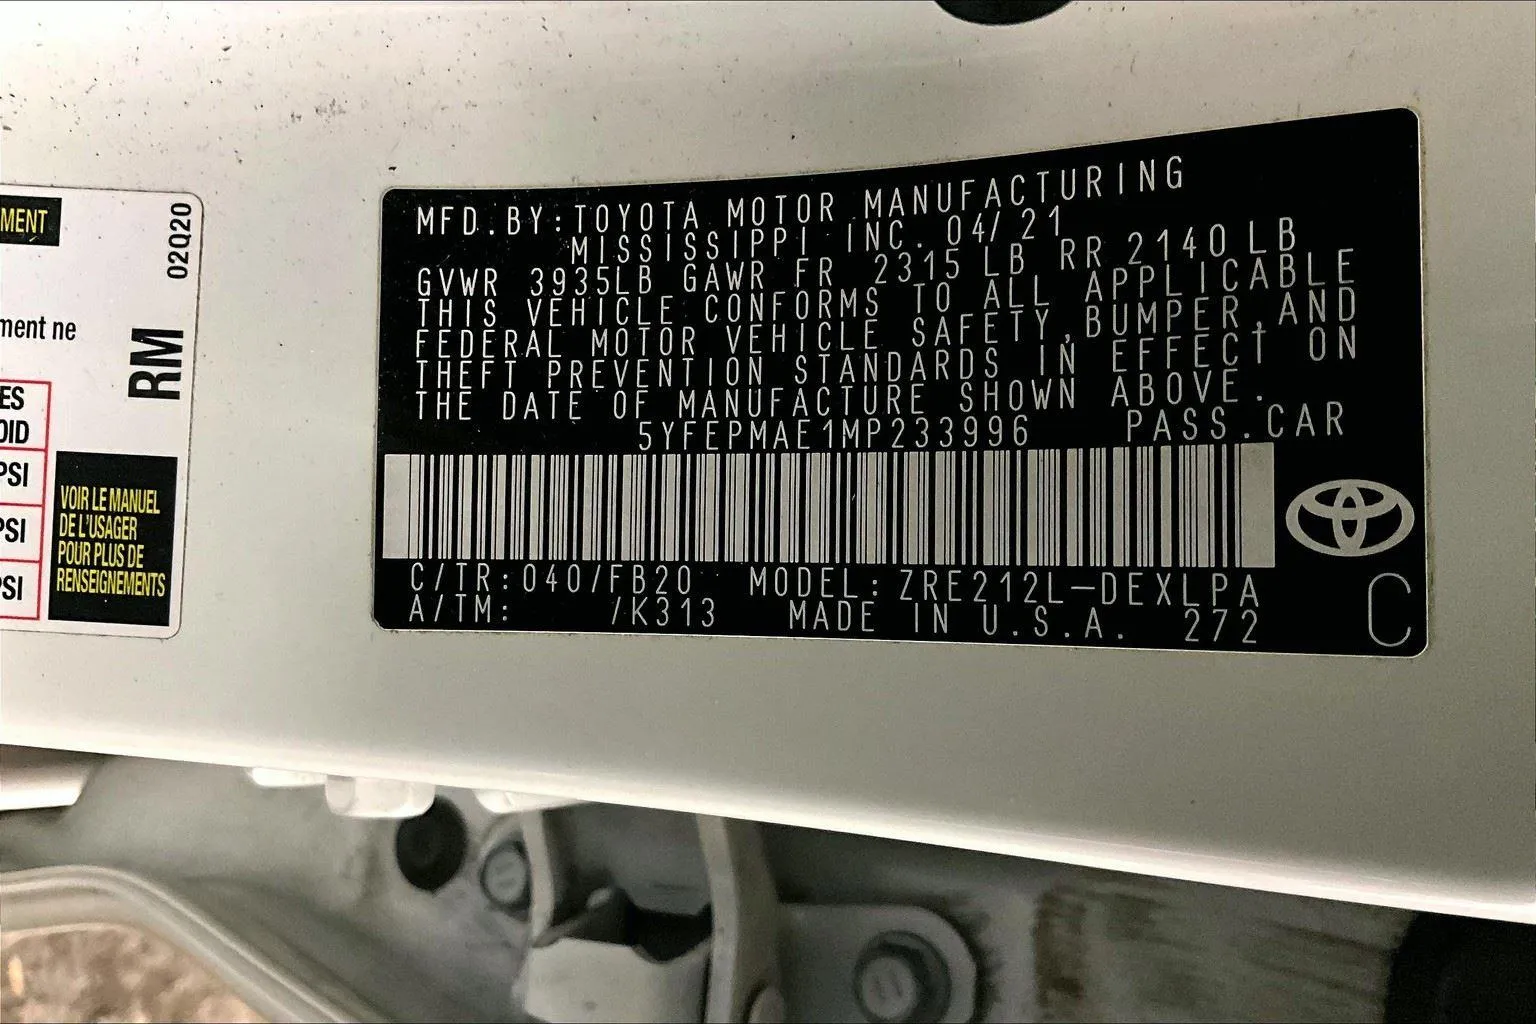 MENT
02Q20
ment ne
RM
ES
OID
PSI
PSI
PSI
VOIR LE MANUEL
DE L'USAGER
POUR PLUS DE
RENSEIGNEMENTS
MFD.BY:TOYOTA MOTOR MANUFACTURING
MISSISSIPPI INC. 04/21
GVWR 3935LB GAWR FR 2315 LB RR 2140 LB
THIS VEHICLE CONFORMS TO ALL APPLICABLE
FEDERAL MOTOR VEHICLE SAFETY,BUMPER,AND
THEFT PREVENTION STANDARDS IN EFFECT ON
THE DATE OF MANUFACTURE SHOWN ABOVE.
5YFEPMAE1MP233996 PASS.CAR
C/TR:040/FB20 MODEL:ZRE212L-DEXLPA
A/TM: /K313 MADE IN U.S.A. 272
C